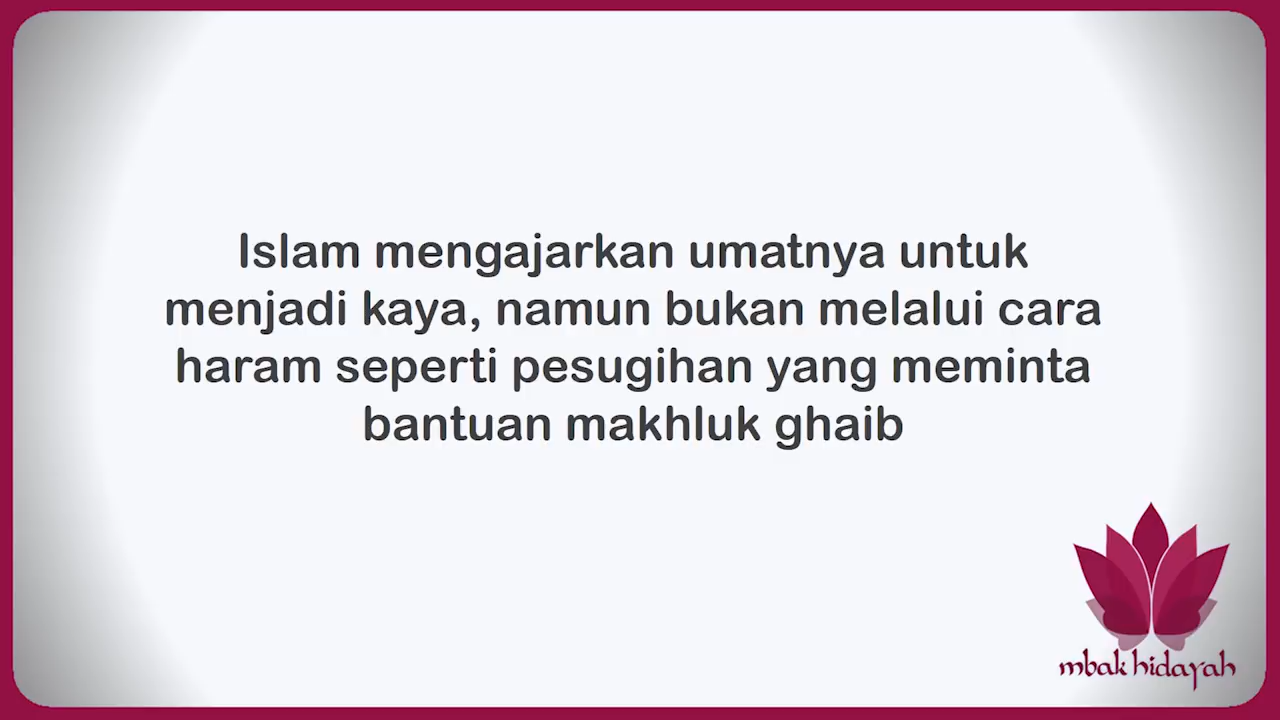 Islam mengajarkan umatnya untuk
menjadi kaya, namun bukan melalui cara
haram seperti pesugihan yang meminta
bantuan makhluk ghaib
mbak hidayah